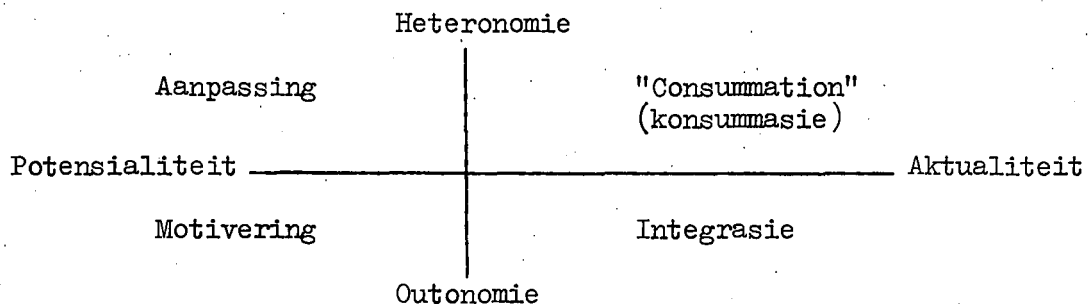 Heteronomie
Aanpassing "Consummation"
(konsummasie)
Potensialiteit Aktualiteit
Motivering Integrasie
Outonomie